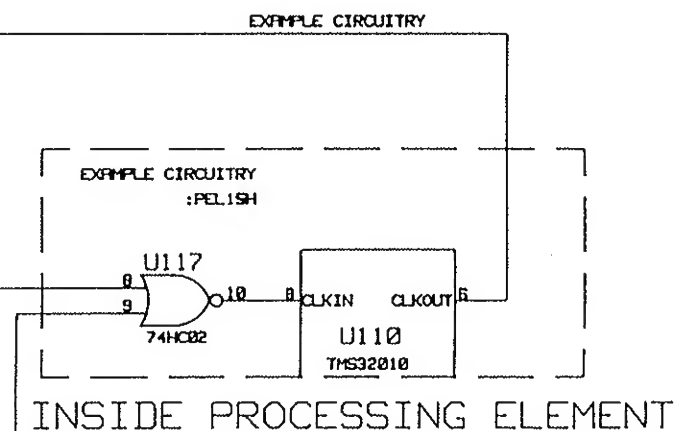 EXAMPLE CIRCUITRY
EXAMPLE CIRCUITRY
:PEL1SH
U117
8
9
10
8 CLKIN CLKOUT 6
74HC02
U110
TMS32010
INSIDE PROCESSING ELEMENT